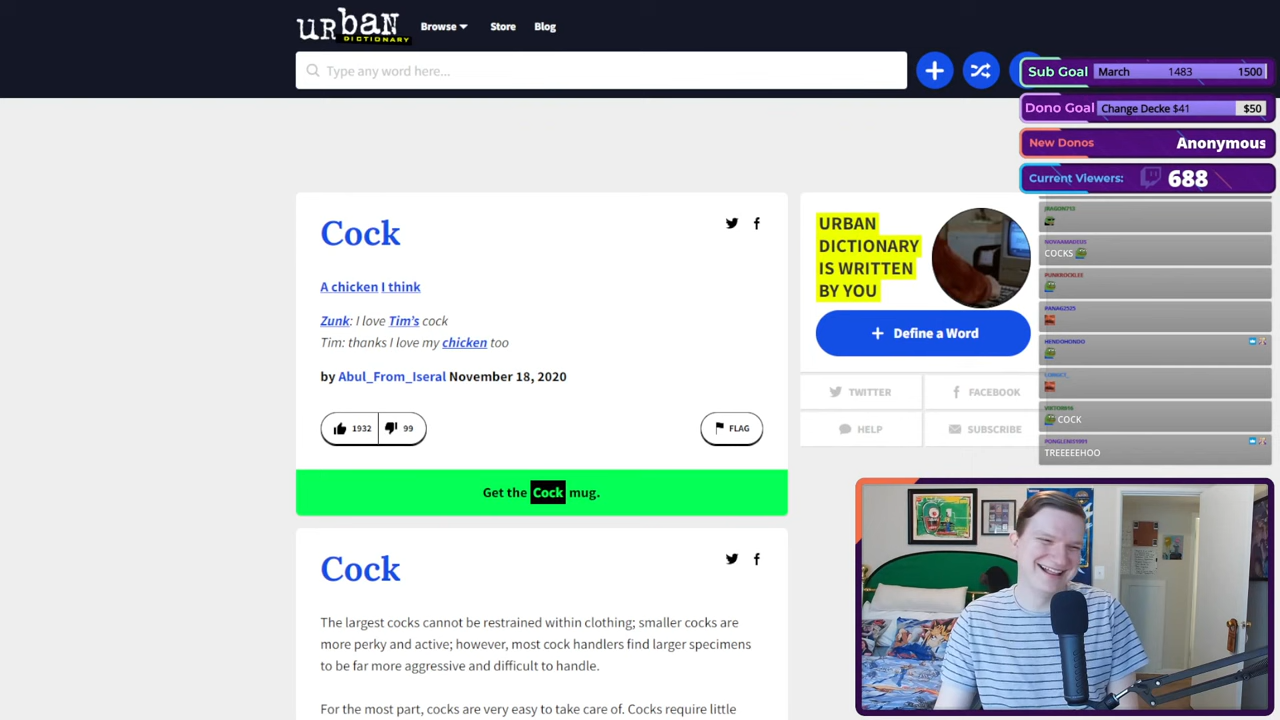 urban
DICTIONARY
Browse
Store
Blog
Type any word here...
Sub Goal
March
1483
1500
Dono Goal
Change Decke $41
$50
New Donos
Anonymous
Current Viewers:
688
Cock
A chicken I think
Zunk: I love Tim's cock
Tim: thanks I love my chicken too
by Abul_From_Iseral November 18, 2020
1932
99
FLAG
Get the Cock mug.
Cock
The largest cocks cannot be restrained within clothing; smaller cocks are
more perky and active; however, most cock handlers find larger specimens
to be far more aggressive and difficult to handle.
For the most part, cocks are very easy to take care of. Cocks require little
URBAN
DICTIONARY
IS WRITTEN
BY YOU
Define a Word
TWITTER
FACEBOOK
HELP
SUBSCRIBE
NOVAAMADEUS
COCKS
PUNKROCKLES
HENDOHONDO
COCK
TREEEEEHOO